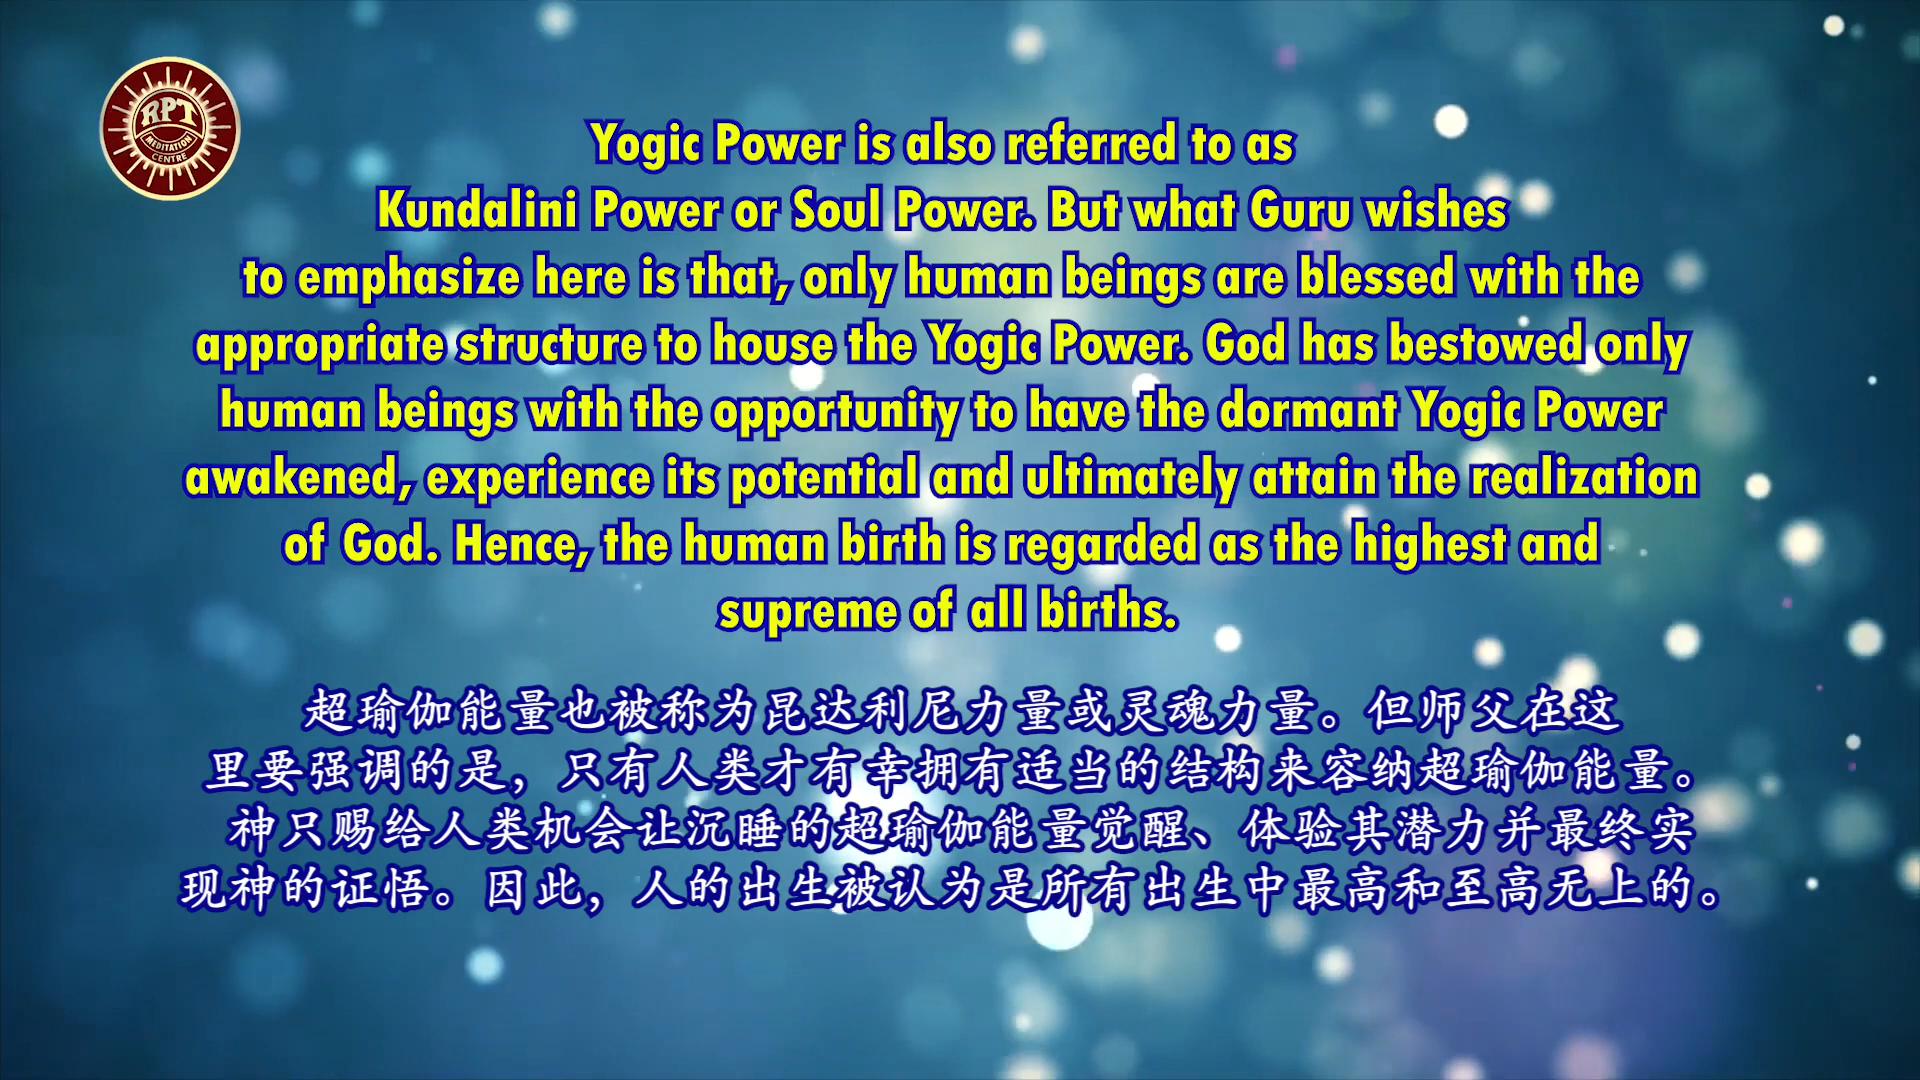 RPT
MEDITATION
CENTRE
Yogic Power is also referred to as
Kundalini Power or Soul Power. But what Guru wishes
to emphasize here is that, only human beings are blessed with the
appropriate structure to house the Yogic Power. God has bestowed only
human beings with the opportunity to have the dormant Yogic Power
awakened, experience its potential and ultimately attain the realization
of God. Hence, the human birth is regarded as the highest and
supreme of all births.
超瑜伽能量也被称为昆达利尼力量或灵魂力量。但师父在这
里要强调的是，只有人类才有幸拥有适当的结构来容纳超瑜伽能量。
神只赐给人类机会让沉睡的超瑜伽能量觉醒、体验其潜力并最终实
现神的证悟。因此，人的出生被认为是所有出生中最高和至高无上的。